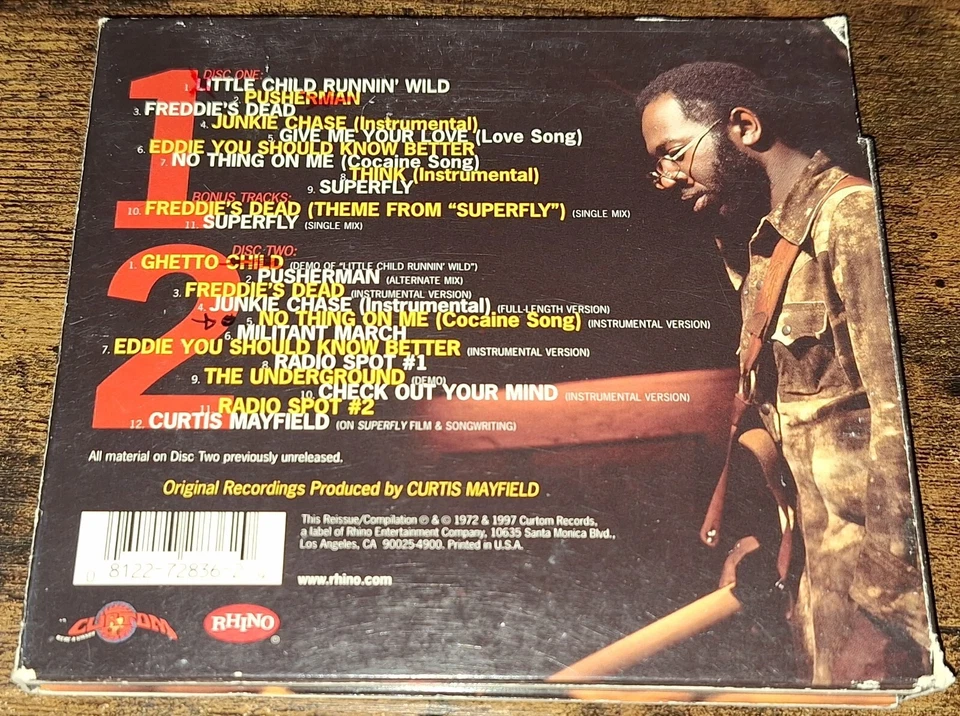 1
DISC ONE:
1. LITTLE CHILD RUNNIN' WILD
2. PUSHERMAN
3. FREDDIE'S DEAD
4. JUNKIE CHASE (Instrumental)
5. GIVE ME YOUR LOVE (Love Song)
6. EDDIE YOU SHOULD KNOW BETTER
7. NO THING ON ME (Cocaine Song)
8. THINK (Instrumental)
9. SUPERFLY
BONUS TRACKS:
10. FREDDIE'S DEAD (THEME FROM "SUPERFLY") (SINGLE MIX)
11. SUPERFLY (SINGLE MIX)
2
DISC TWO:
1. GHETTO CHILD (DEMO OF "LITTLE CHILD RUNNIN' WILD")
2. PUSHERMAN (ALTERNATE MIX)
3. FREDDIE'S DEAD (INSTRUMENTAL VERSION)
4. JUNKIE CHASE (Instrumental) (FULL-LENGTH VERSION)
5. NO THING ON ME (Cocaine Song) (INSTRUMENTAL VERSION)
6. MILITANT MARCH
7. EDDIE YOU SHOULD KNOW BETTER (INSTRUMENTAL VERSION)
8. RADIO SPOT #1
9. THE UNDERGROUND (DEMO)
10. CHECK OUT YOUR MIND (INSTRUMENTAL VERSION)
11. RADIO SPOT #2
12. CURTIS MAYFIELD (ON SUPERFLY FILM & SONGWRITING)
All material on Disc Two previously unreleased.
Original Recordings Produced by CURTIS MAYFIELD
This Reissue/Compilation ℗ & © 1972 & 1997 Curtom Records,
a label of Rhino Entertainment Company, 10635 Santa Monica Blvd.,
Los Angeles, CA 90025-4900. Printed in U.S.A.
0 8122-72836-2
www.rhino.com
CURTOM
RHINO